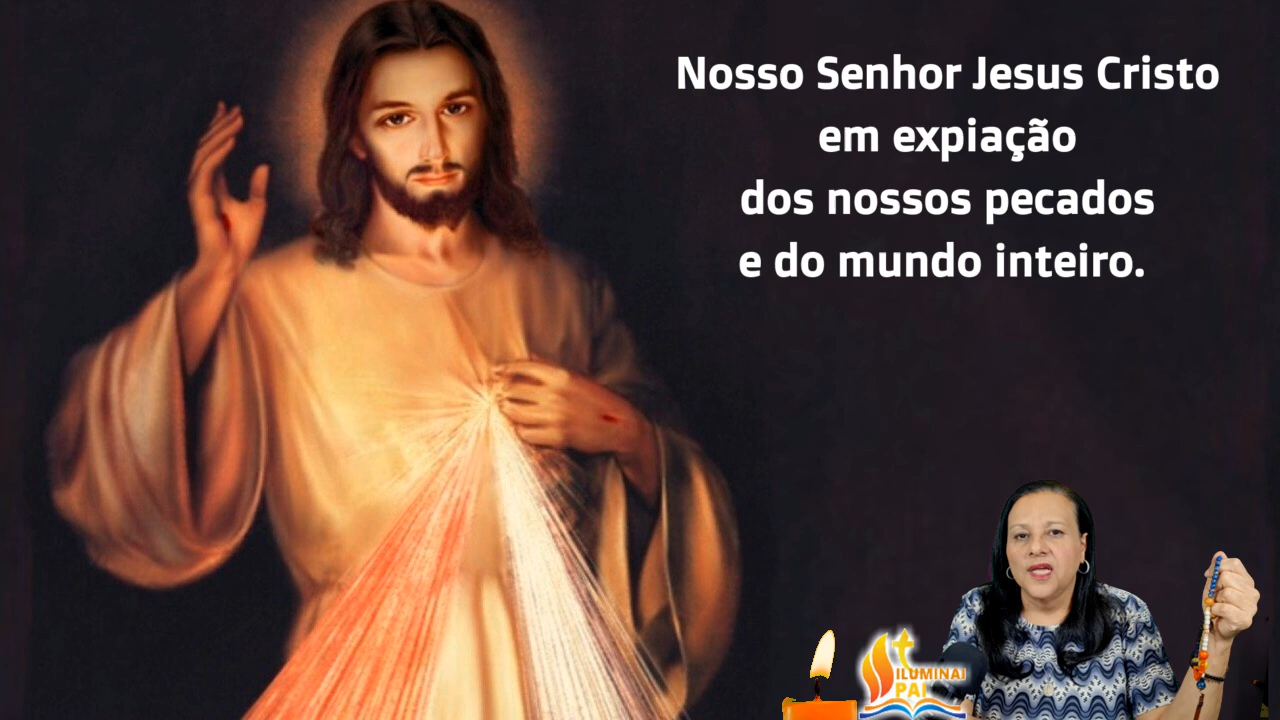 Nosso Senhor Jesus Cristo
em expiação
dos nossos pecados
e do mundo inteiro.
ILUMINAI
PAI